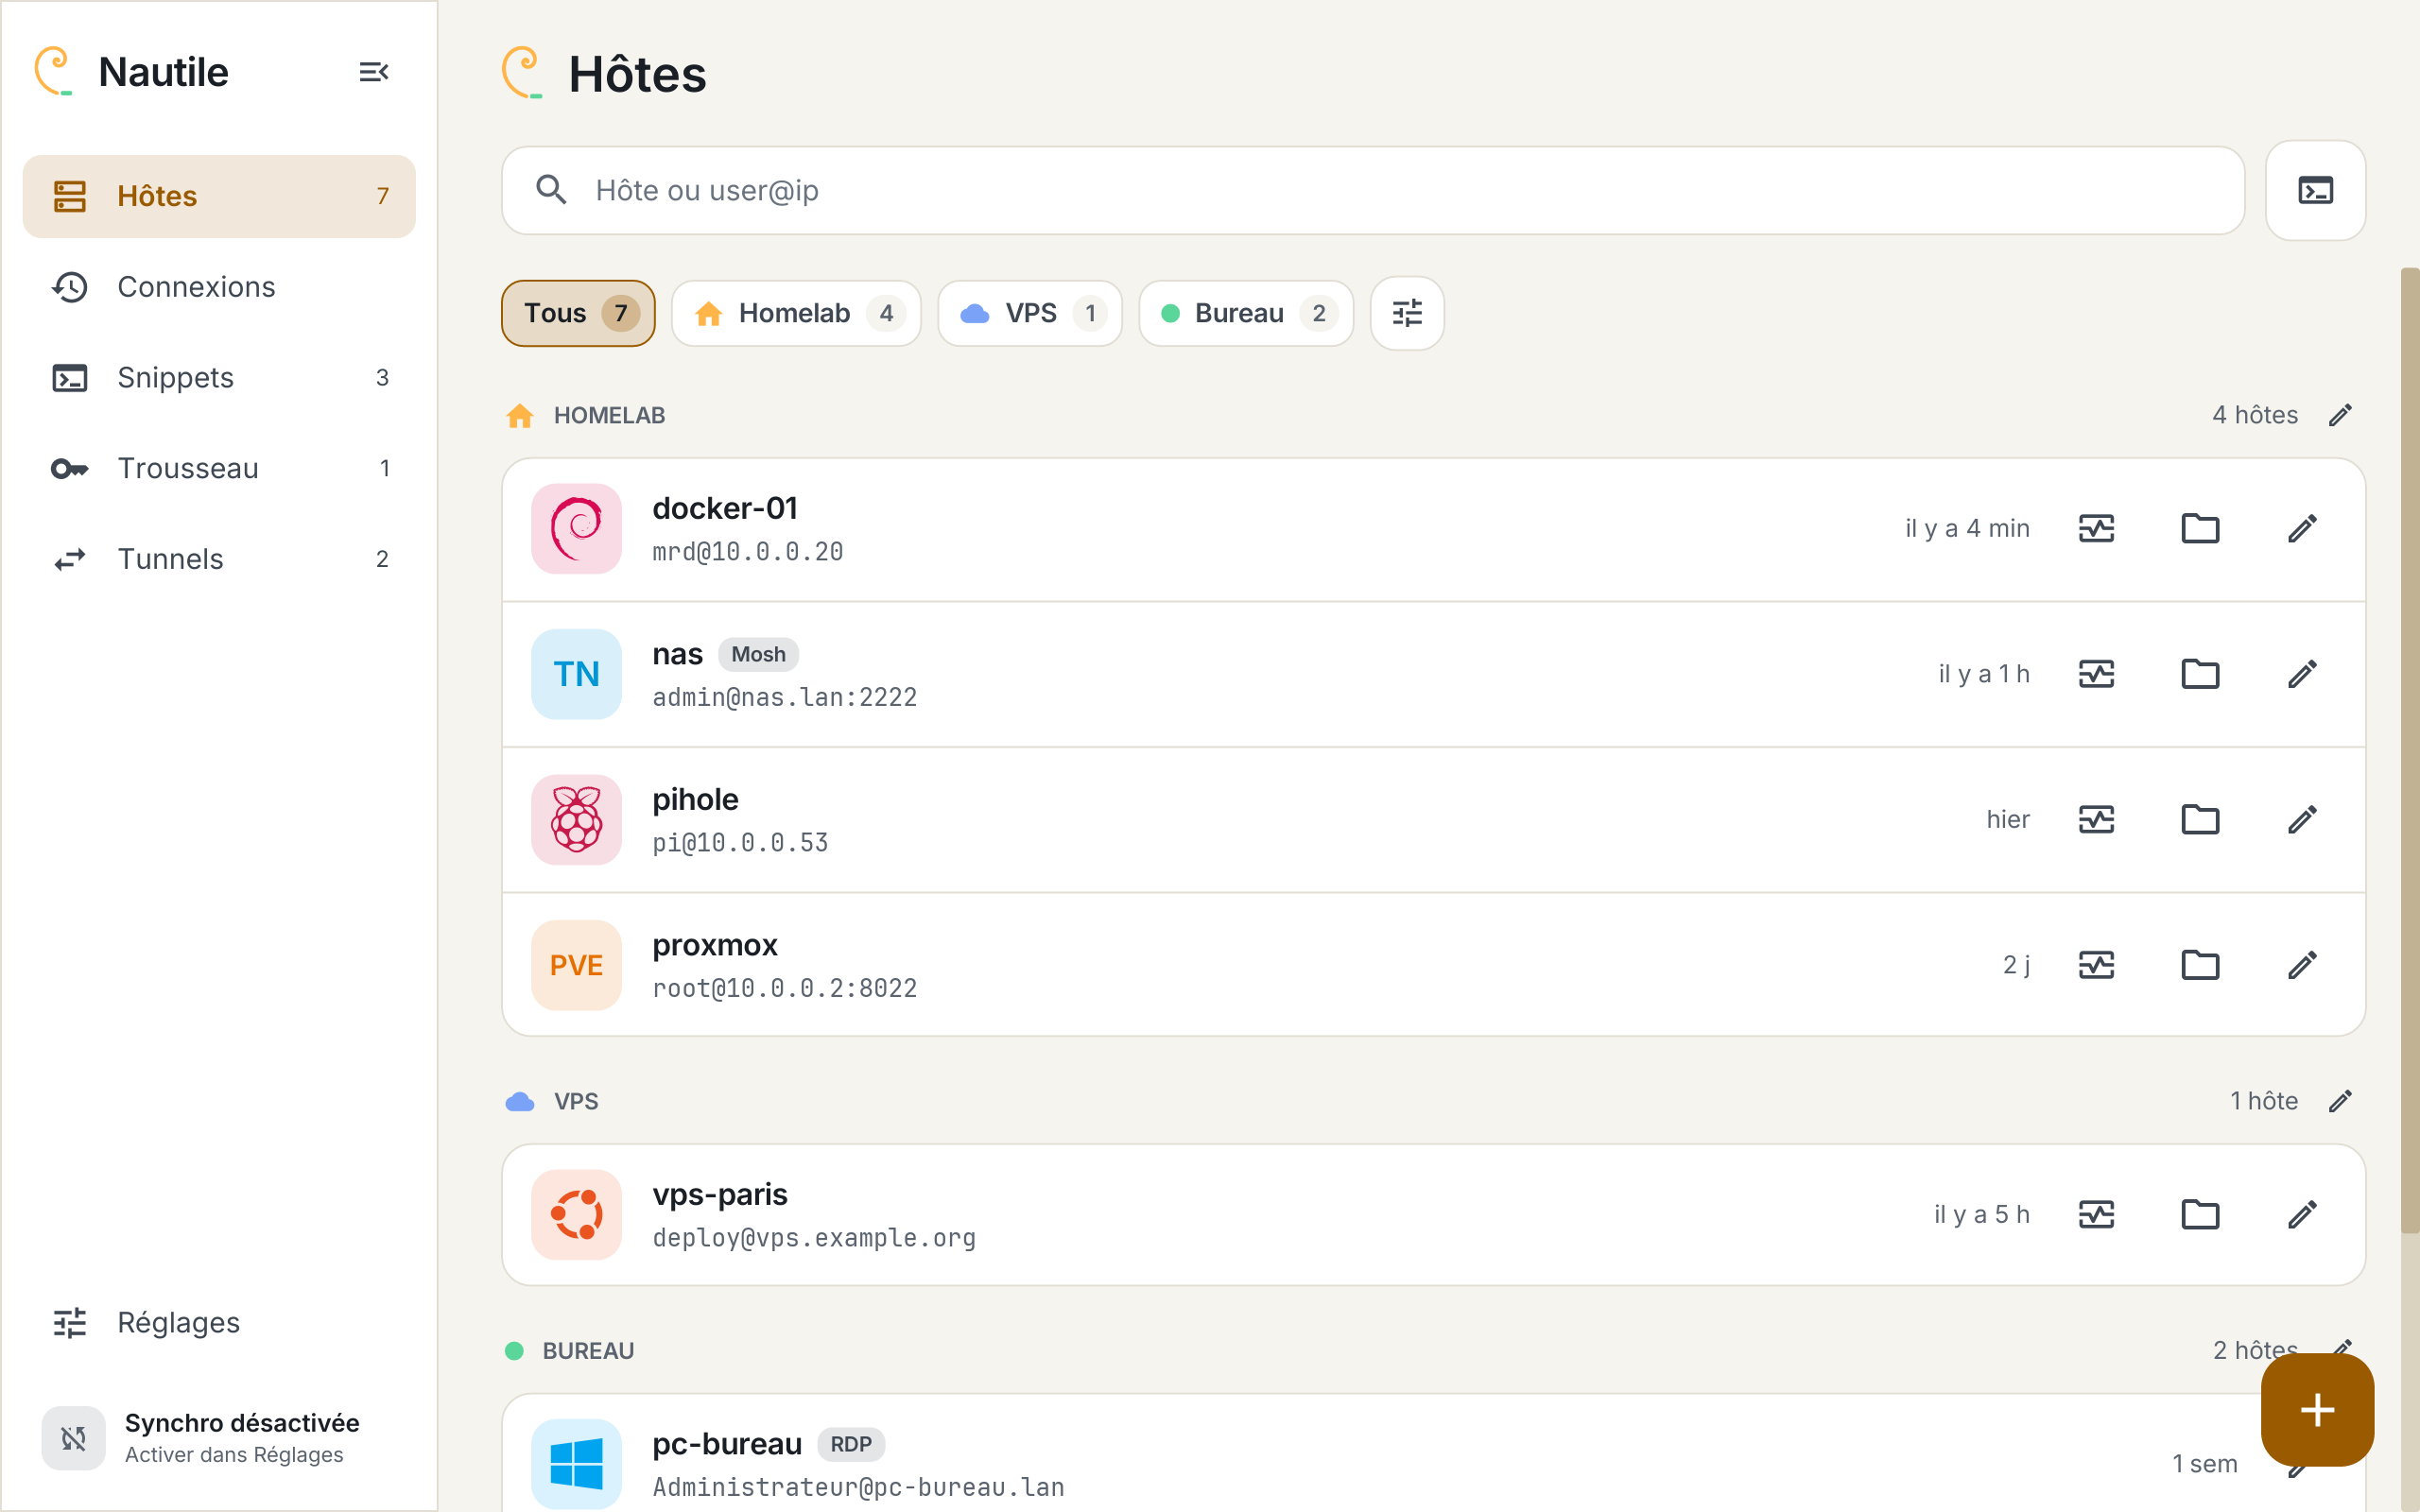 Nautile
Hôtes 7
Connexions
Snippets 3
Trousseau 1
Tunnels 2
Réglages
Synchro désactivée
Activer dans Réglages
Hôtes
Hôte ou user@ip
Tous 7 Homelab 4 VPS 1 Bureau 2
HOMELAB 4 hôtes
docker-01
mrd@10.0.0.20
il y a 4 min
TN
nas Mosh
admin@nas.lan:2222
il y a 1 h
pihole
pi@10.0.0.53
hier
PVE
proxmox
root@10.0.0.2:8022
2 j
VPS 1 hôte
vps-paris
deploy@vps.example.org
il y a 5 h
BUREAU 2 hôtes
pc-bureau RDP
Administrateur@pc-bureau.lan
1 sem